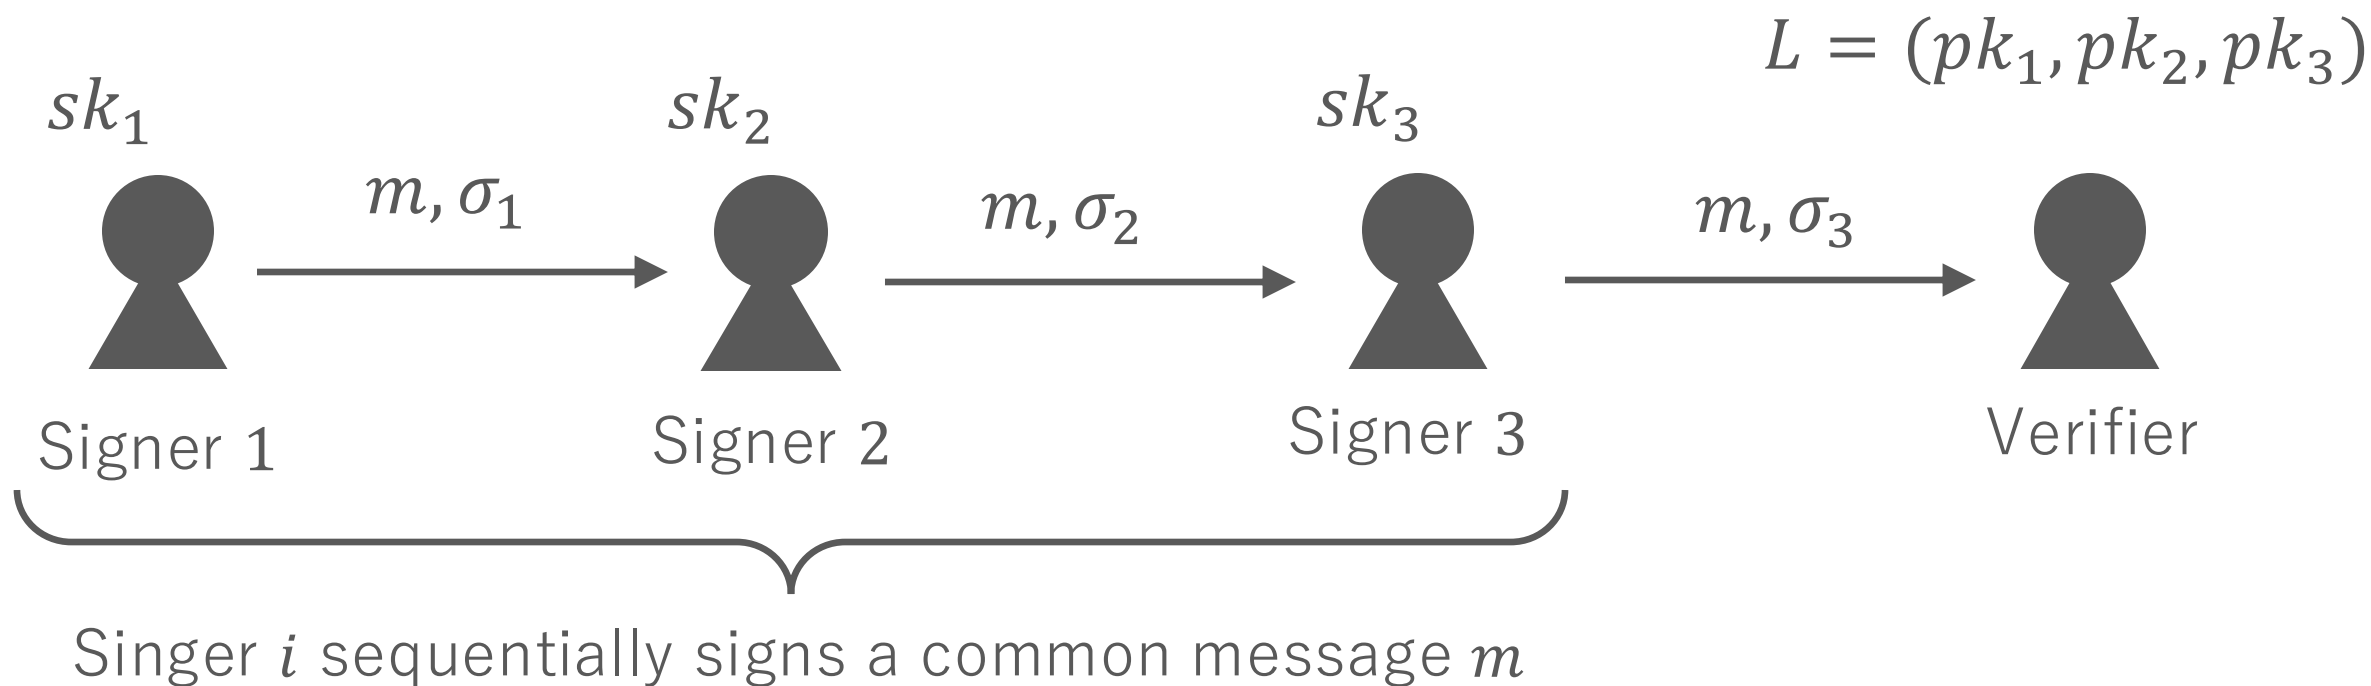 L = (pk₁, pk₂, pk₃)
sk₁ sk₂ sk₃
m, σ₁ m, σ₂ m, σ₃
Signer 1 Signer 2 Signer 3 Verifier
Singer i sequentially signs a common message m